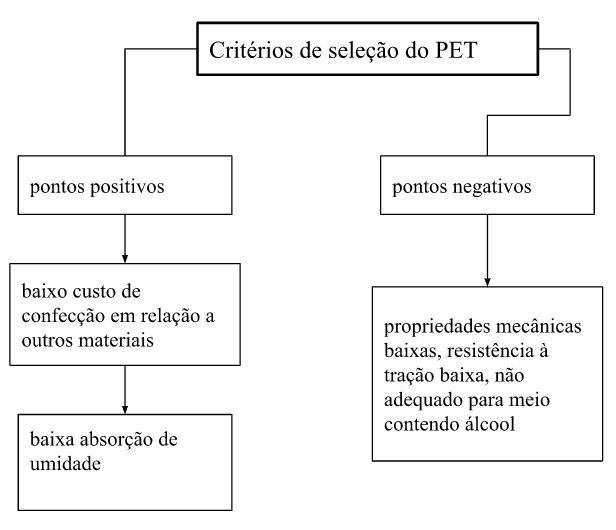 Critérios de seleção do PET
pontos positivos
pontos negativos
baixo custo de
confecção em relação a
outros materiais
propriedades mecânicas
baixas, resistência à
tração baixa, não
adequado para meio
contendo álcool
baixa absorção de
umidade